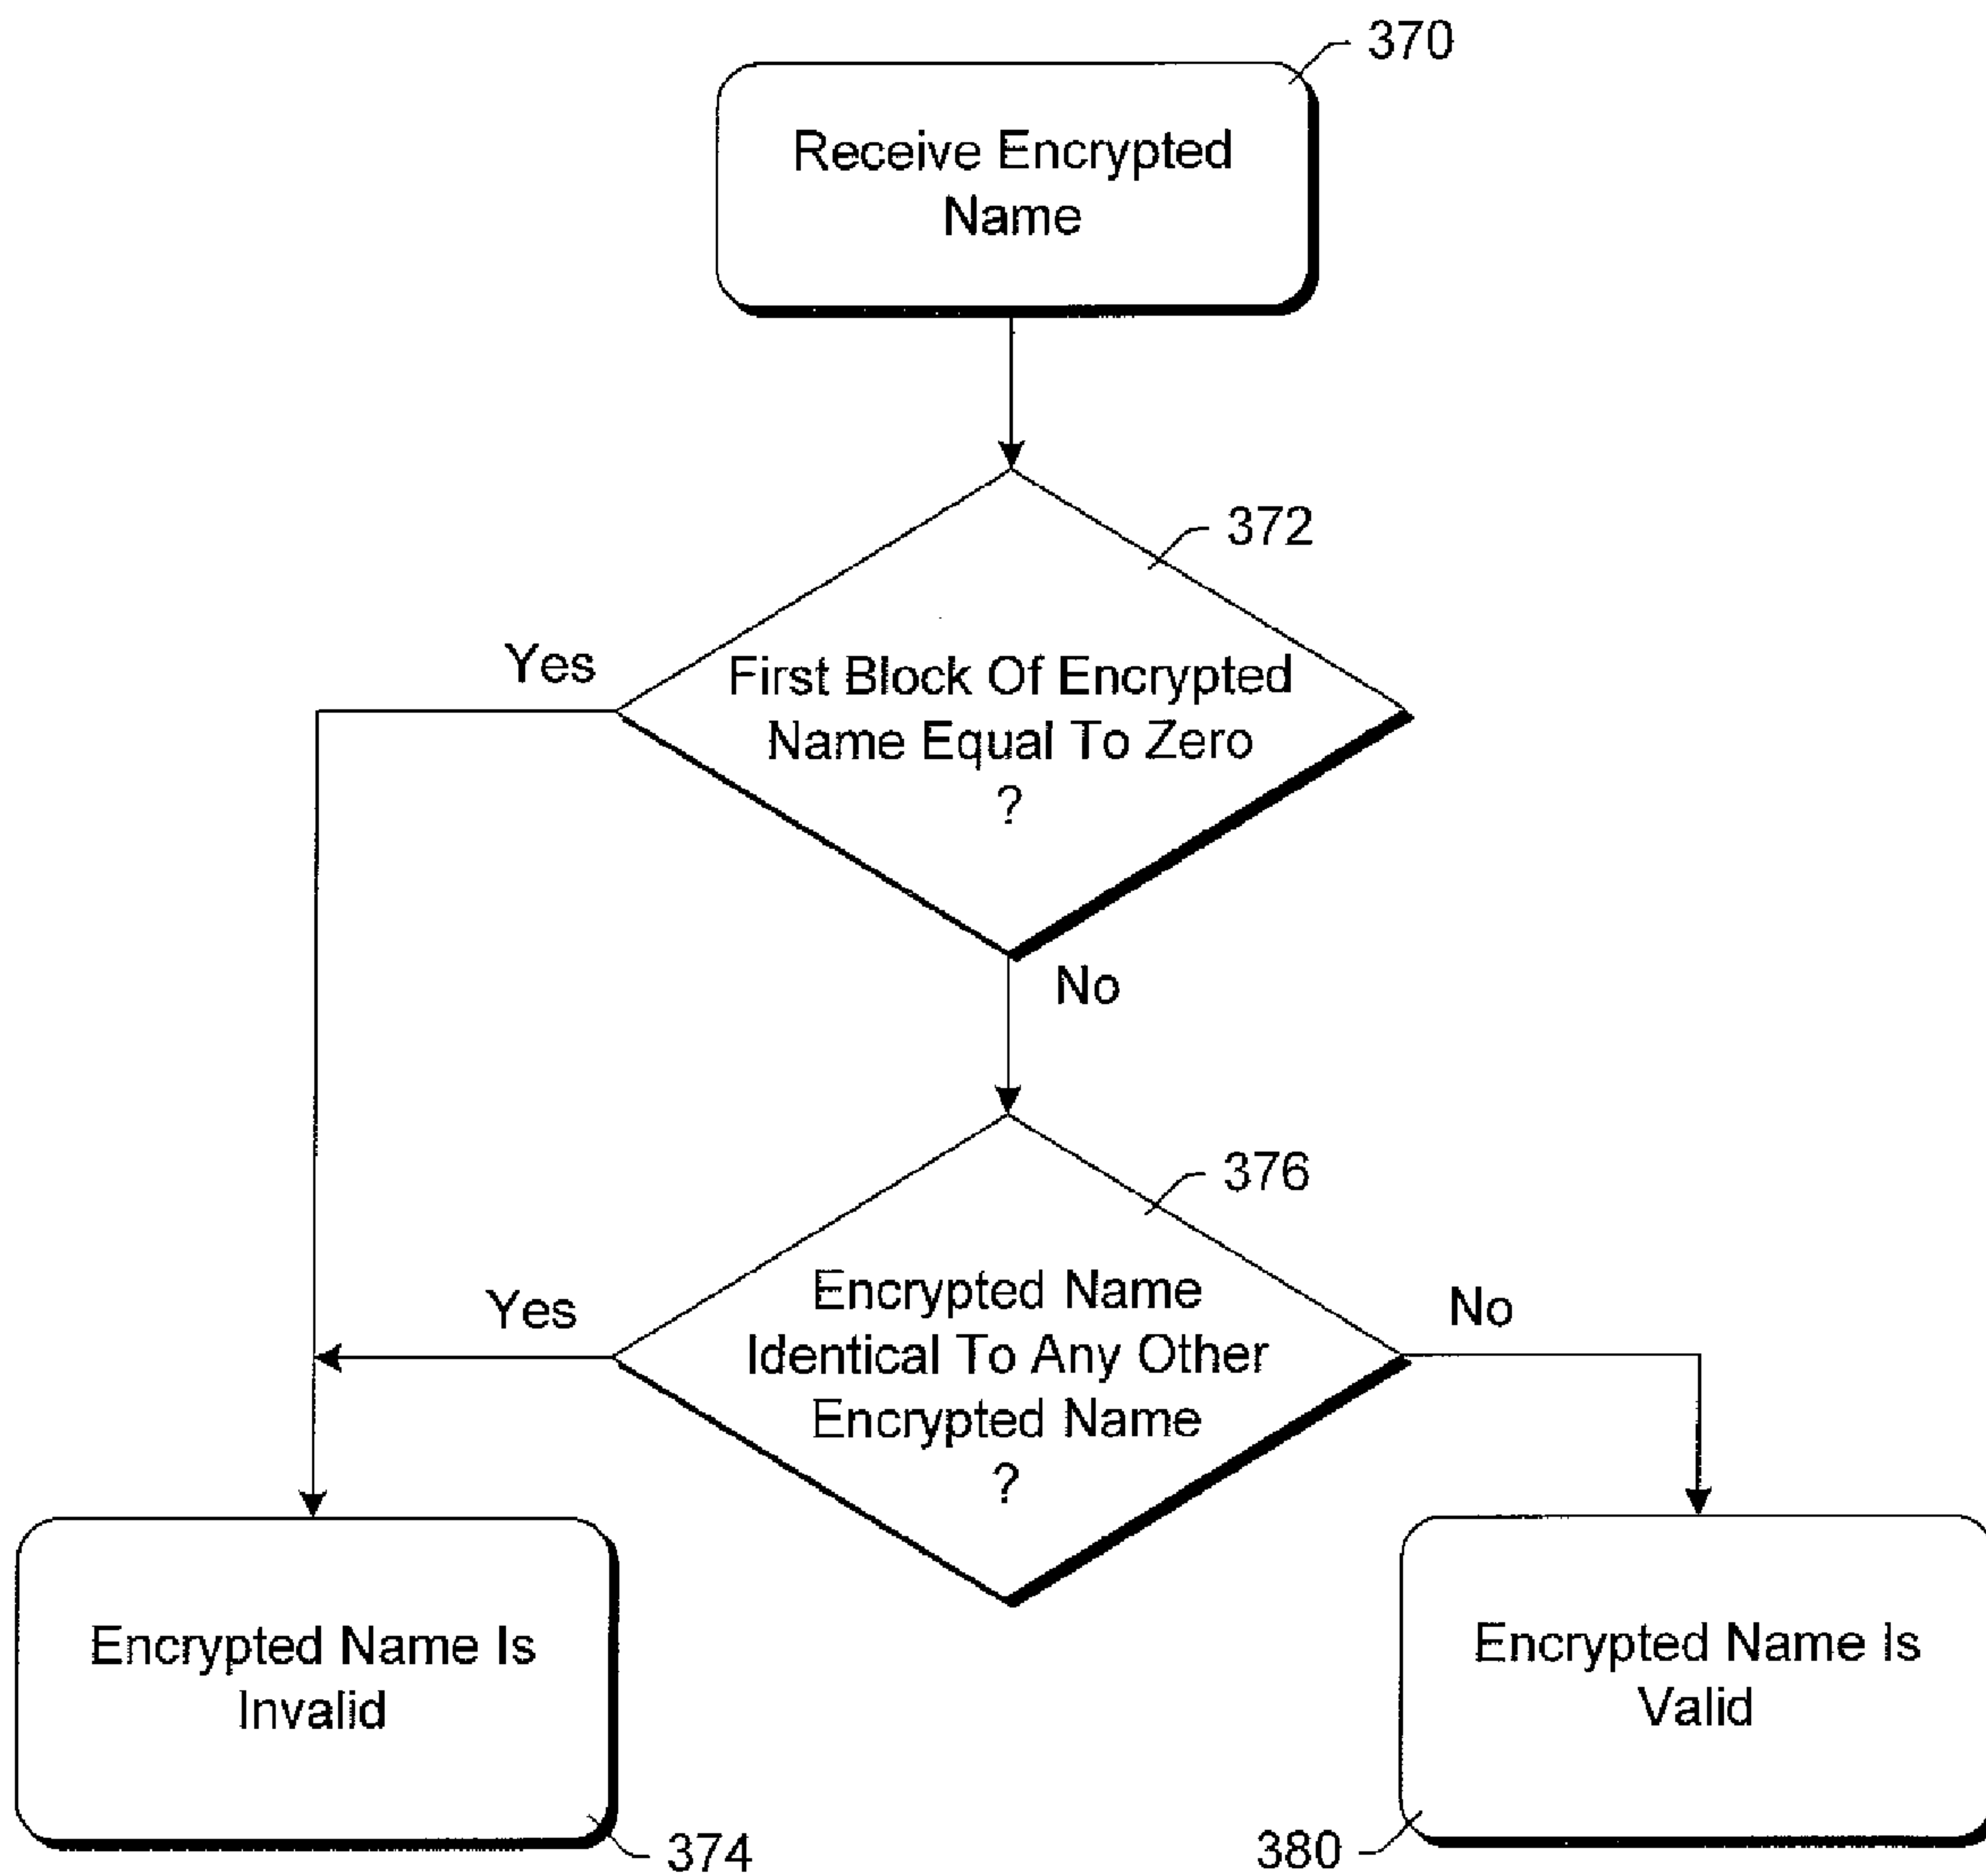 370
Receive Encrypted
Name
372
Yes
First Block Of Encrypted
Name Equal To Zero
?
No
376
Yes
Encrypted Name
Identical To Any Other
Encrypted Name
?
No
Encrypted Name Is
Invalid
374
Encrypted Name Is
Valid
380